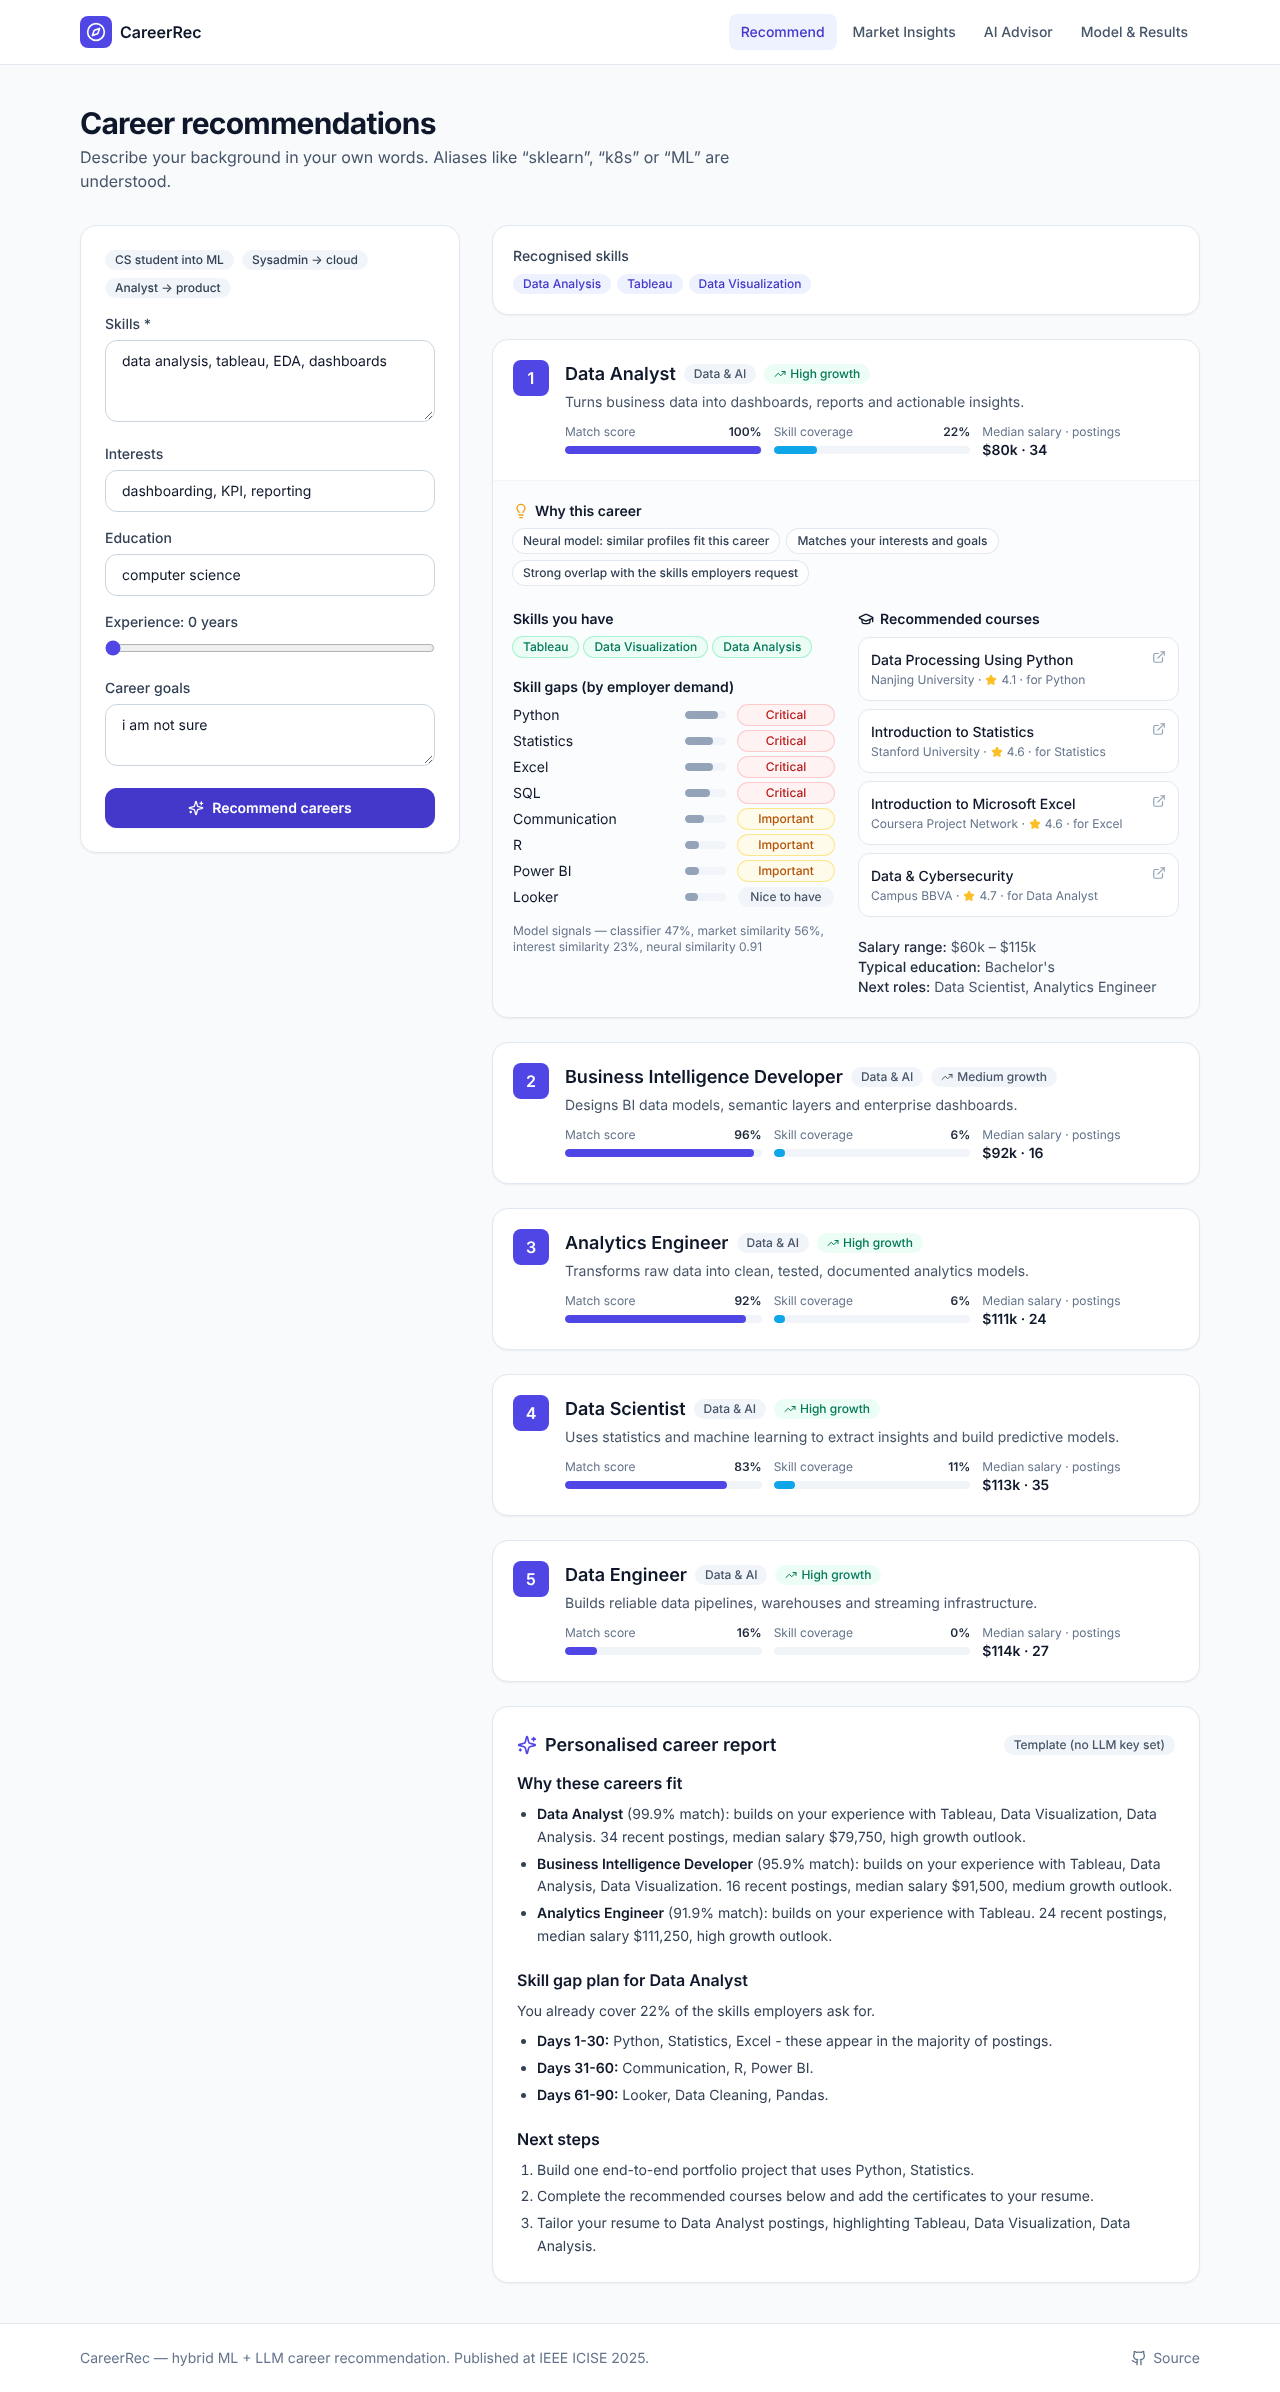 CareerRec
Recommend
Market Insights
AI Advisor
Model & Results
Career recommendations
Describe your background in your own words. Aliases like “sklearn”, “k8s” or “ML” are
understood.
CS student into ML
Sysadmin → cloud
Analyst → product
Skills *
data analysis, tableau, EDA, dashboards
Interests
dashboarding, KPI, reporting
Education
computer science
Experience: 0 years
Career goals
i am not sure
Recommend careers
Recognised skills
Data Analysis
Tableau
Data Visualization
1
Data Analyst
Data & AI
High growth
Turns business data into dashboards, reports and actionable insights.
Match score 100%
Skill coverage 22%
Median salary · postings
$80k · 34
Why this career
Neural model: similar profiles fit this career
Matches your interests and goals
Strong overlap with the skills employers request
Skills you have
Tableau
Data Visualization
Data Analysis
Skill gaps (by employer demand)
Python Critical
Statistics Critical
Excel Critical
SQL Critical
Communication Important
R Important
Power BI Important
Looker Nice to have
Model signals — classifier 47%, market similarity 56%,
interest similarity 23%, neural similarity 0.91
Recommended courses
Data Processing Using Python
Nanjing University · ★ 4.1 · for Python
Introduction to Statistics
Stanford University · ★ 4.6 · for Statistics
Introduction to Microsoft Excel
Coursera Project Network · ★ 4.6 · for Excel
Data & Cybersecurity
Campus BBVA · ★ 4.7 · for Data Analyst
Salary range: $60k – $115k
Typical education: Bachelor's
Next roles: Data Scientist, Analytics Engineer
2
Business Intelligence Developer
Data & AI
Medium growth
Designs BI data models, semantic layers and enterprise dashboards.
Match score 96%
Skill coverage 6%
Median salary · postings
$92k · 16
3
Analytics Engineer
Data & AI
High growth
Transforms raw data into clean, tested, documented analytics models.
Match score 92%
Skill coverage 6%
Median salary · postings
$111k · 24
4
Data Scientist
Data & AI
High growth
Uses statistics and machine learning to extract insights and build predictive models.
Match score 83%
Skill coverage 11%
Median salary · postings
$113k · 35
5
Data Engineer
Data & AI
High growth
Builds reliable data pipelines, warehouses and streaming infrastructure.
Match score 16%
Skill coverage 0%
Median salary · postings
$114k · 27
Personalised career report
Template (no LLM key set)
Why these careers fit
• Data Analyst (99.9% match): builds on your experience with Tableau, Data Visualization, Data
Analysis. 34 recent postings, median salary $79,750, high growth outlook.
• Business Intelligence Developer (95.9% match): builds on your experience with Tableau, Data
Analysis, Data Visualization. 16 recent postings, median salary $91,500, medium growth outlook.
• Analytics Engineer (91.9% match): builds on your experience with Tableau. 24 recent postings,
median salary $111,250, high growth outlook.
Skill gap plan for Data Analyst
You already cover 22% of the skills employers ask for.
• Days 1-30: Python, Statistics, Excel - these appear in the majority of postings.
• Days 31-60: Communication, R, Power BI.
• Days 61-90: Looker, Data Cleaning, Pandas.
Next steps
1. Build one end-to-end portfolio project that uses Python, Statistics.
2. Complete the recommended courses below and add the certificates to your resume.
3. Tailor your resume to Data Analyst postings, highlighting Tableau, Data Visualization, Data
Analysis.
CareerRec — hybrid ML + LLM career recommendation. Published at IEEE ICISE 2025.
Source